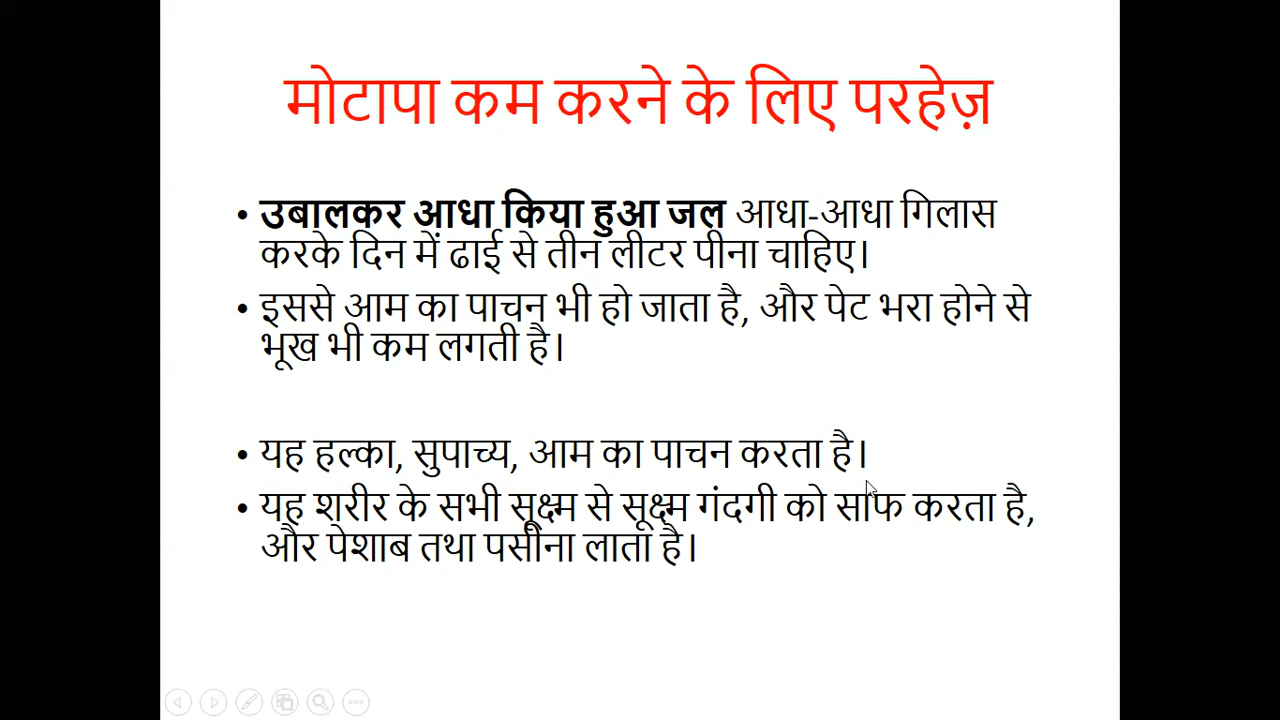 मोटापा कम करने के लिए परहेज़
• उबालकर आधा किया हुआ जल आधा-आधा गिलास
करके दिन में ढाई से तीन लीटर पीना चाहिए।
• इससे आम का पाचन भी हो जाता है, और पेट भरा होने से
भूख भी कम लगती है।
• यह हल्का, सुपाच्य, आम का पाचन करता है।
• यह शरीर के सभी सूक्ष्म से सूक्ष्म गंदगी को साफ करता है,
और पेशाब तथा पसीना लाता है।